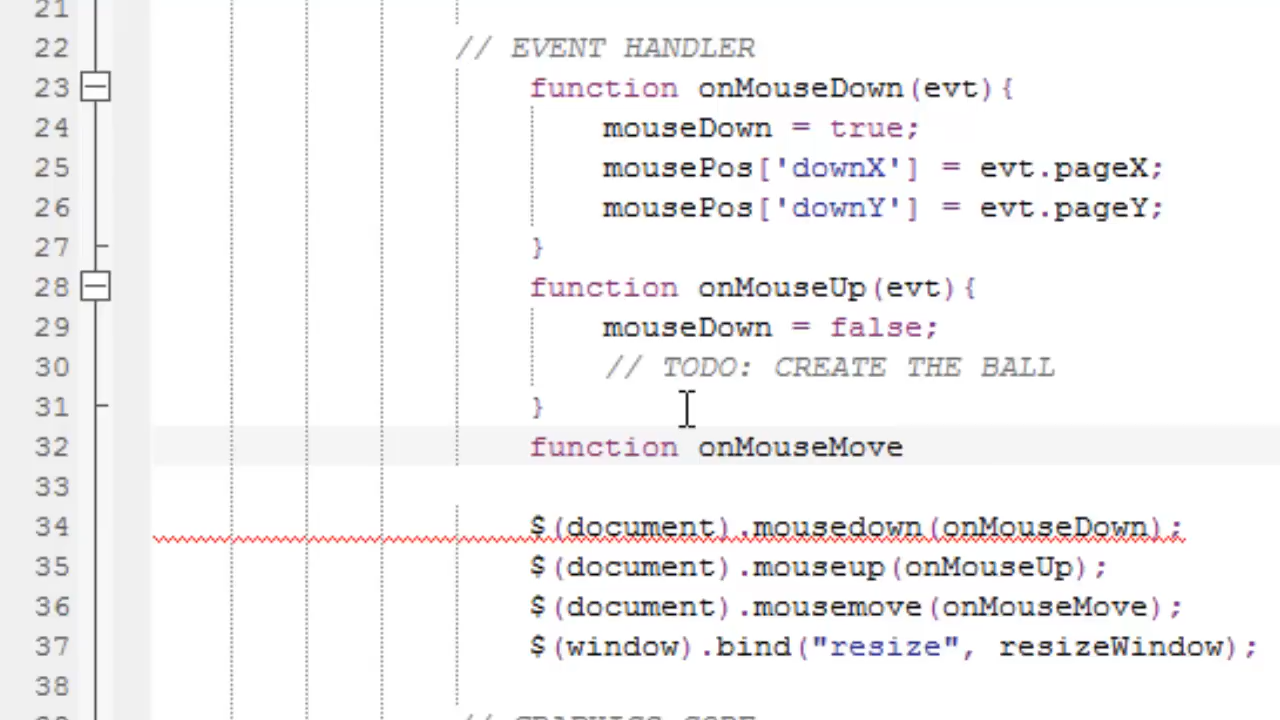 21
22 // EVENT HANDLER
23 function onMouseDown(evt){
24 mouseDown = true;
25 mousePos['downX'] = evt.pageX;
26 mousePos['downY'] = evt.pageY;
27 }
28 function onMouseUp(evt){
29 mouseDown = false;
30 // TODO: CREATE THE BALL
31 }
32 function onMouseMove
33
34 $(document).mousedown(onMouseDown);
35 $(document).mouseup(onMouseUp);
36 $(document).mousemove(onMouseMove);
37 $(window).bind("resize", resizeWindow);
38
// GRAPHICS CODE